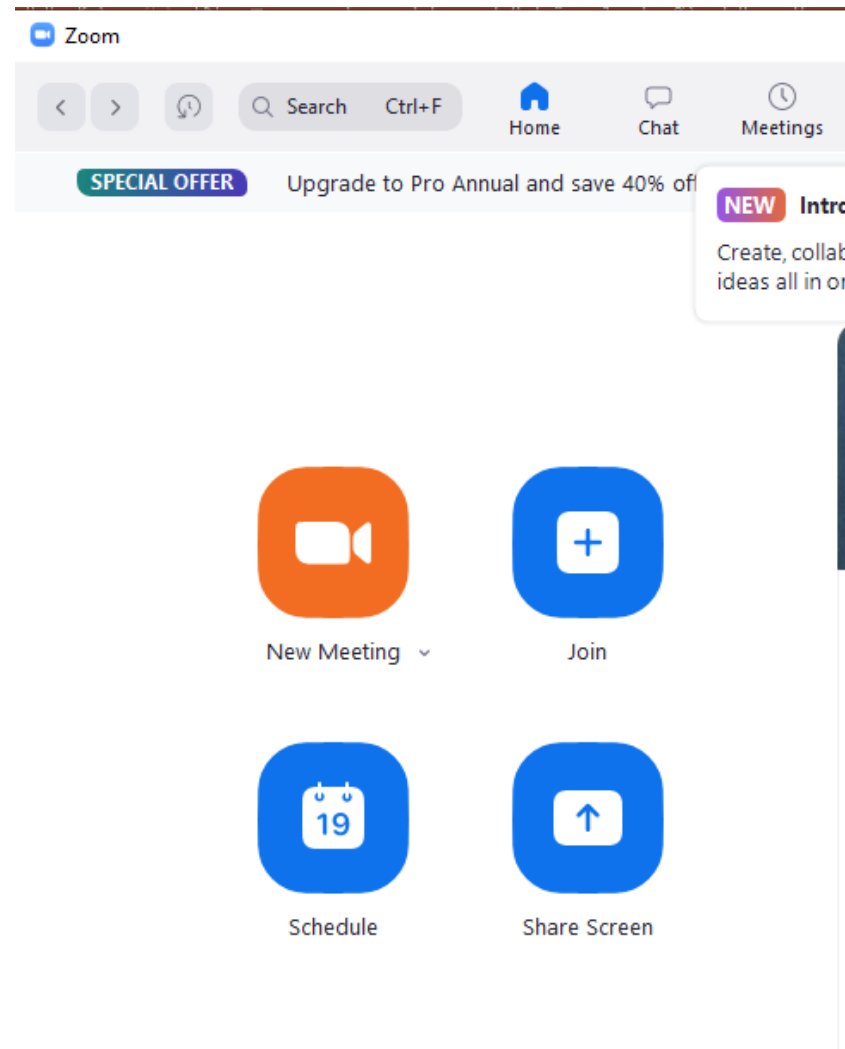 Zoom
Search Ctrl+F
Home Chat Meetings
SPECIAL OFFER Upgrade to Pro Annual and save 40% of
NEW Intro
Create, collab
ideas all in
New Meeting Join
19
Schedule Share Screen